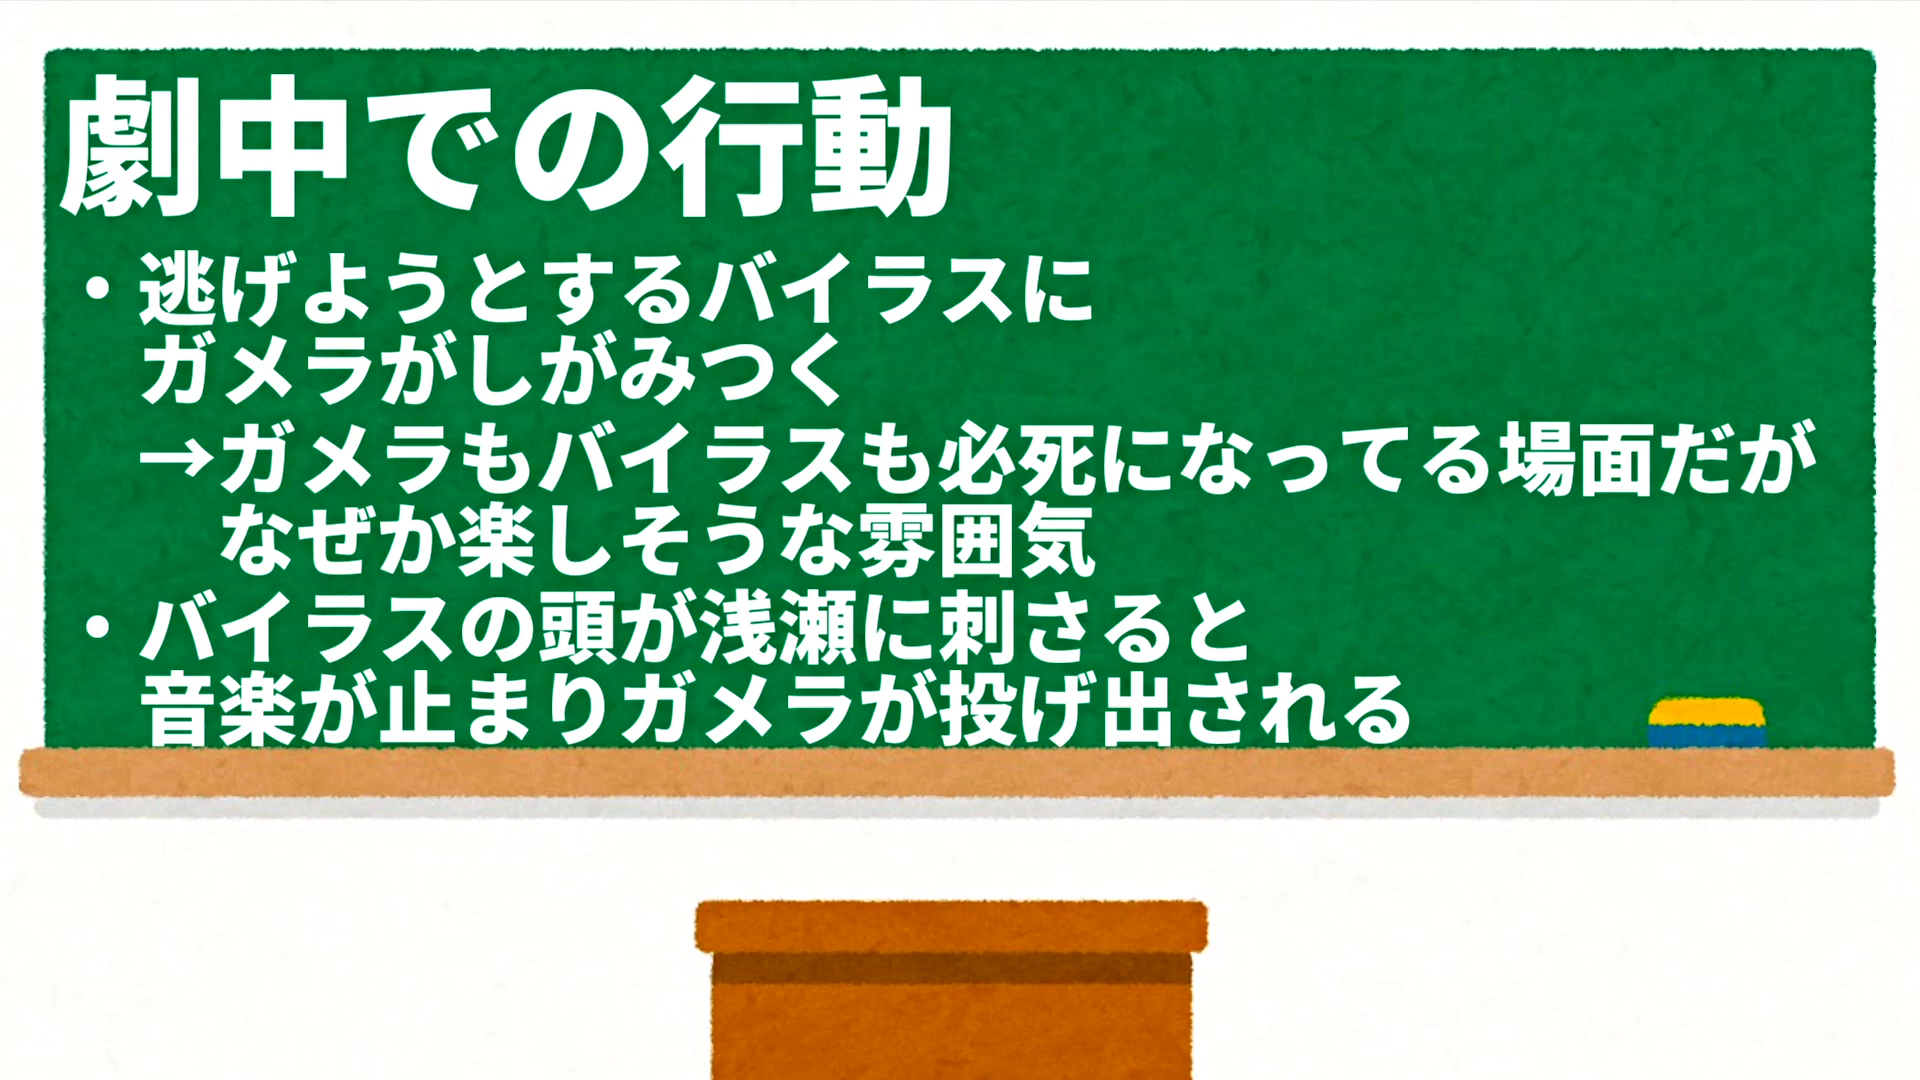 劇中での行動
・逃げようとするバイラスに
ガメラがしがみつく
→ガメラもバイラスも必死になってる場面だが
なぜか楽しそうな雰囲気
・バイラスの頭が浅瀬に刺さると
音楽が止まりガメラが投げ出される